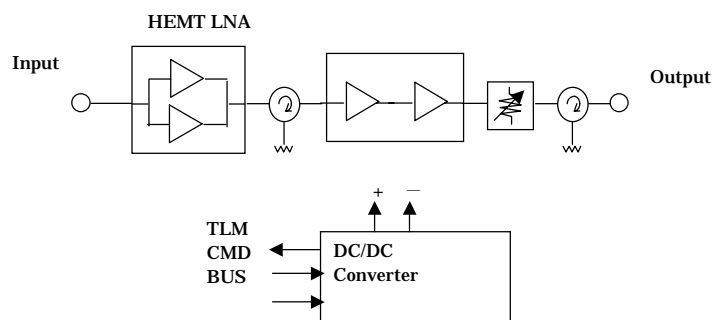 HEMT LNA
Input
Output
+ —
TLM
CMD
BUS
DC/DC
Converter